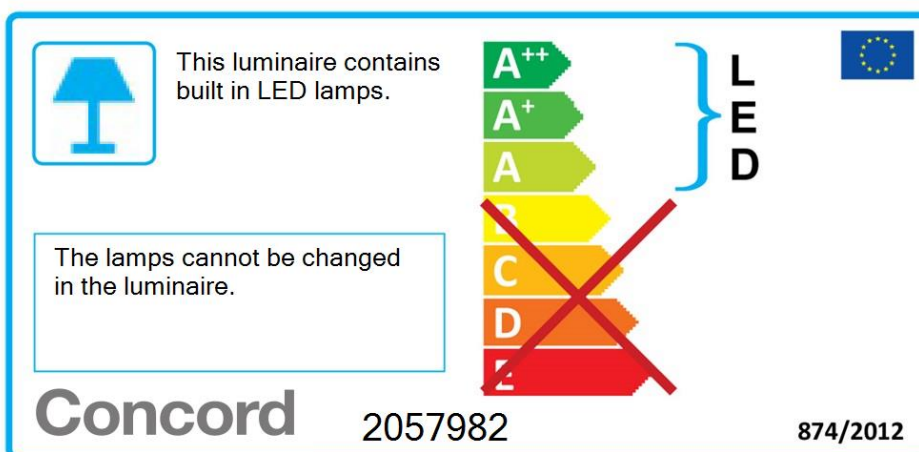 This luminaire contains
built in LED lamps.
A++
A+
A
B
C
D
E
L
E
D
The lamps cannot be changed
in the luminaire.
Concord
2057982
874/2012